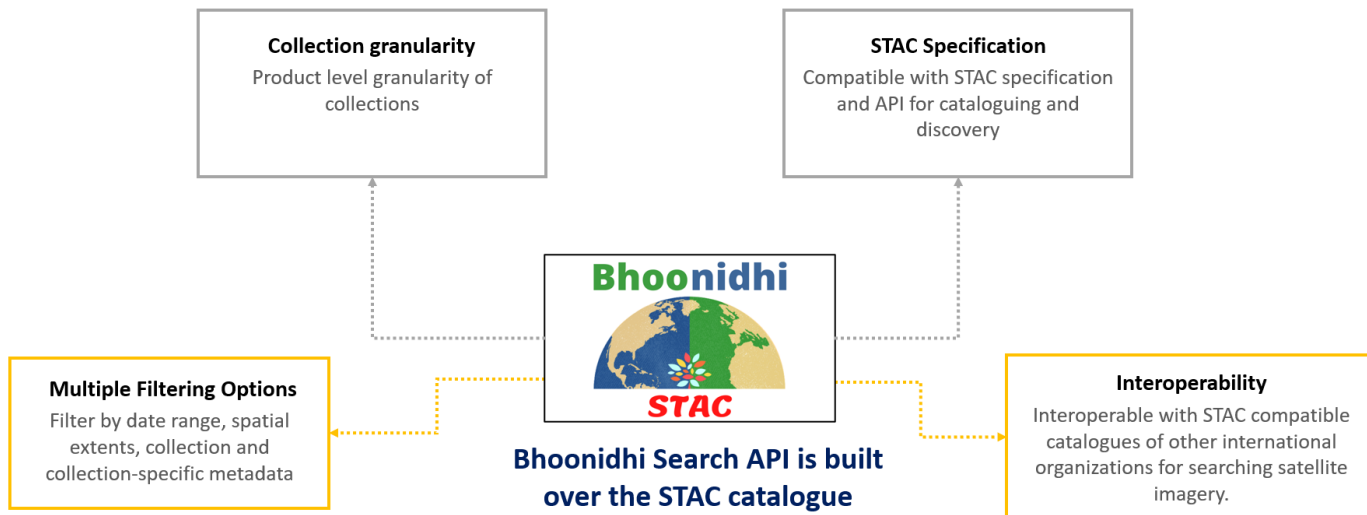 Collection granularity
Product level granularity of
collections
STAC Specification
Compatible with STAC specification
and API for cataloguing and
discovery
Bhoonidhi
STAC
Multiple Filtering Options
Filter by date range, spatial
extents, collection and
collection-specific metadata
Bhoonidhi Search API is built
over the STAC catalogue
Interoperability
Interoperable with STAC compatible
catalogues of other international
organizations for searching satellite
imagery.